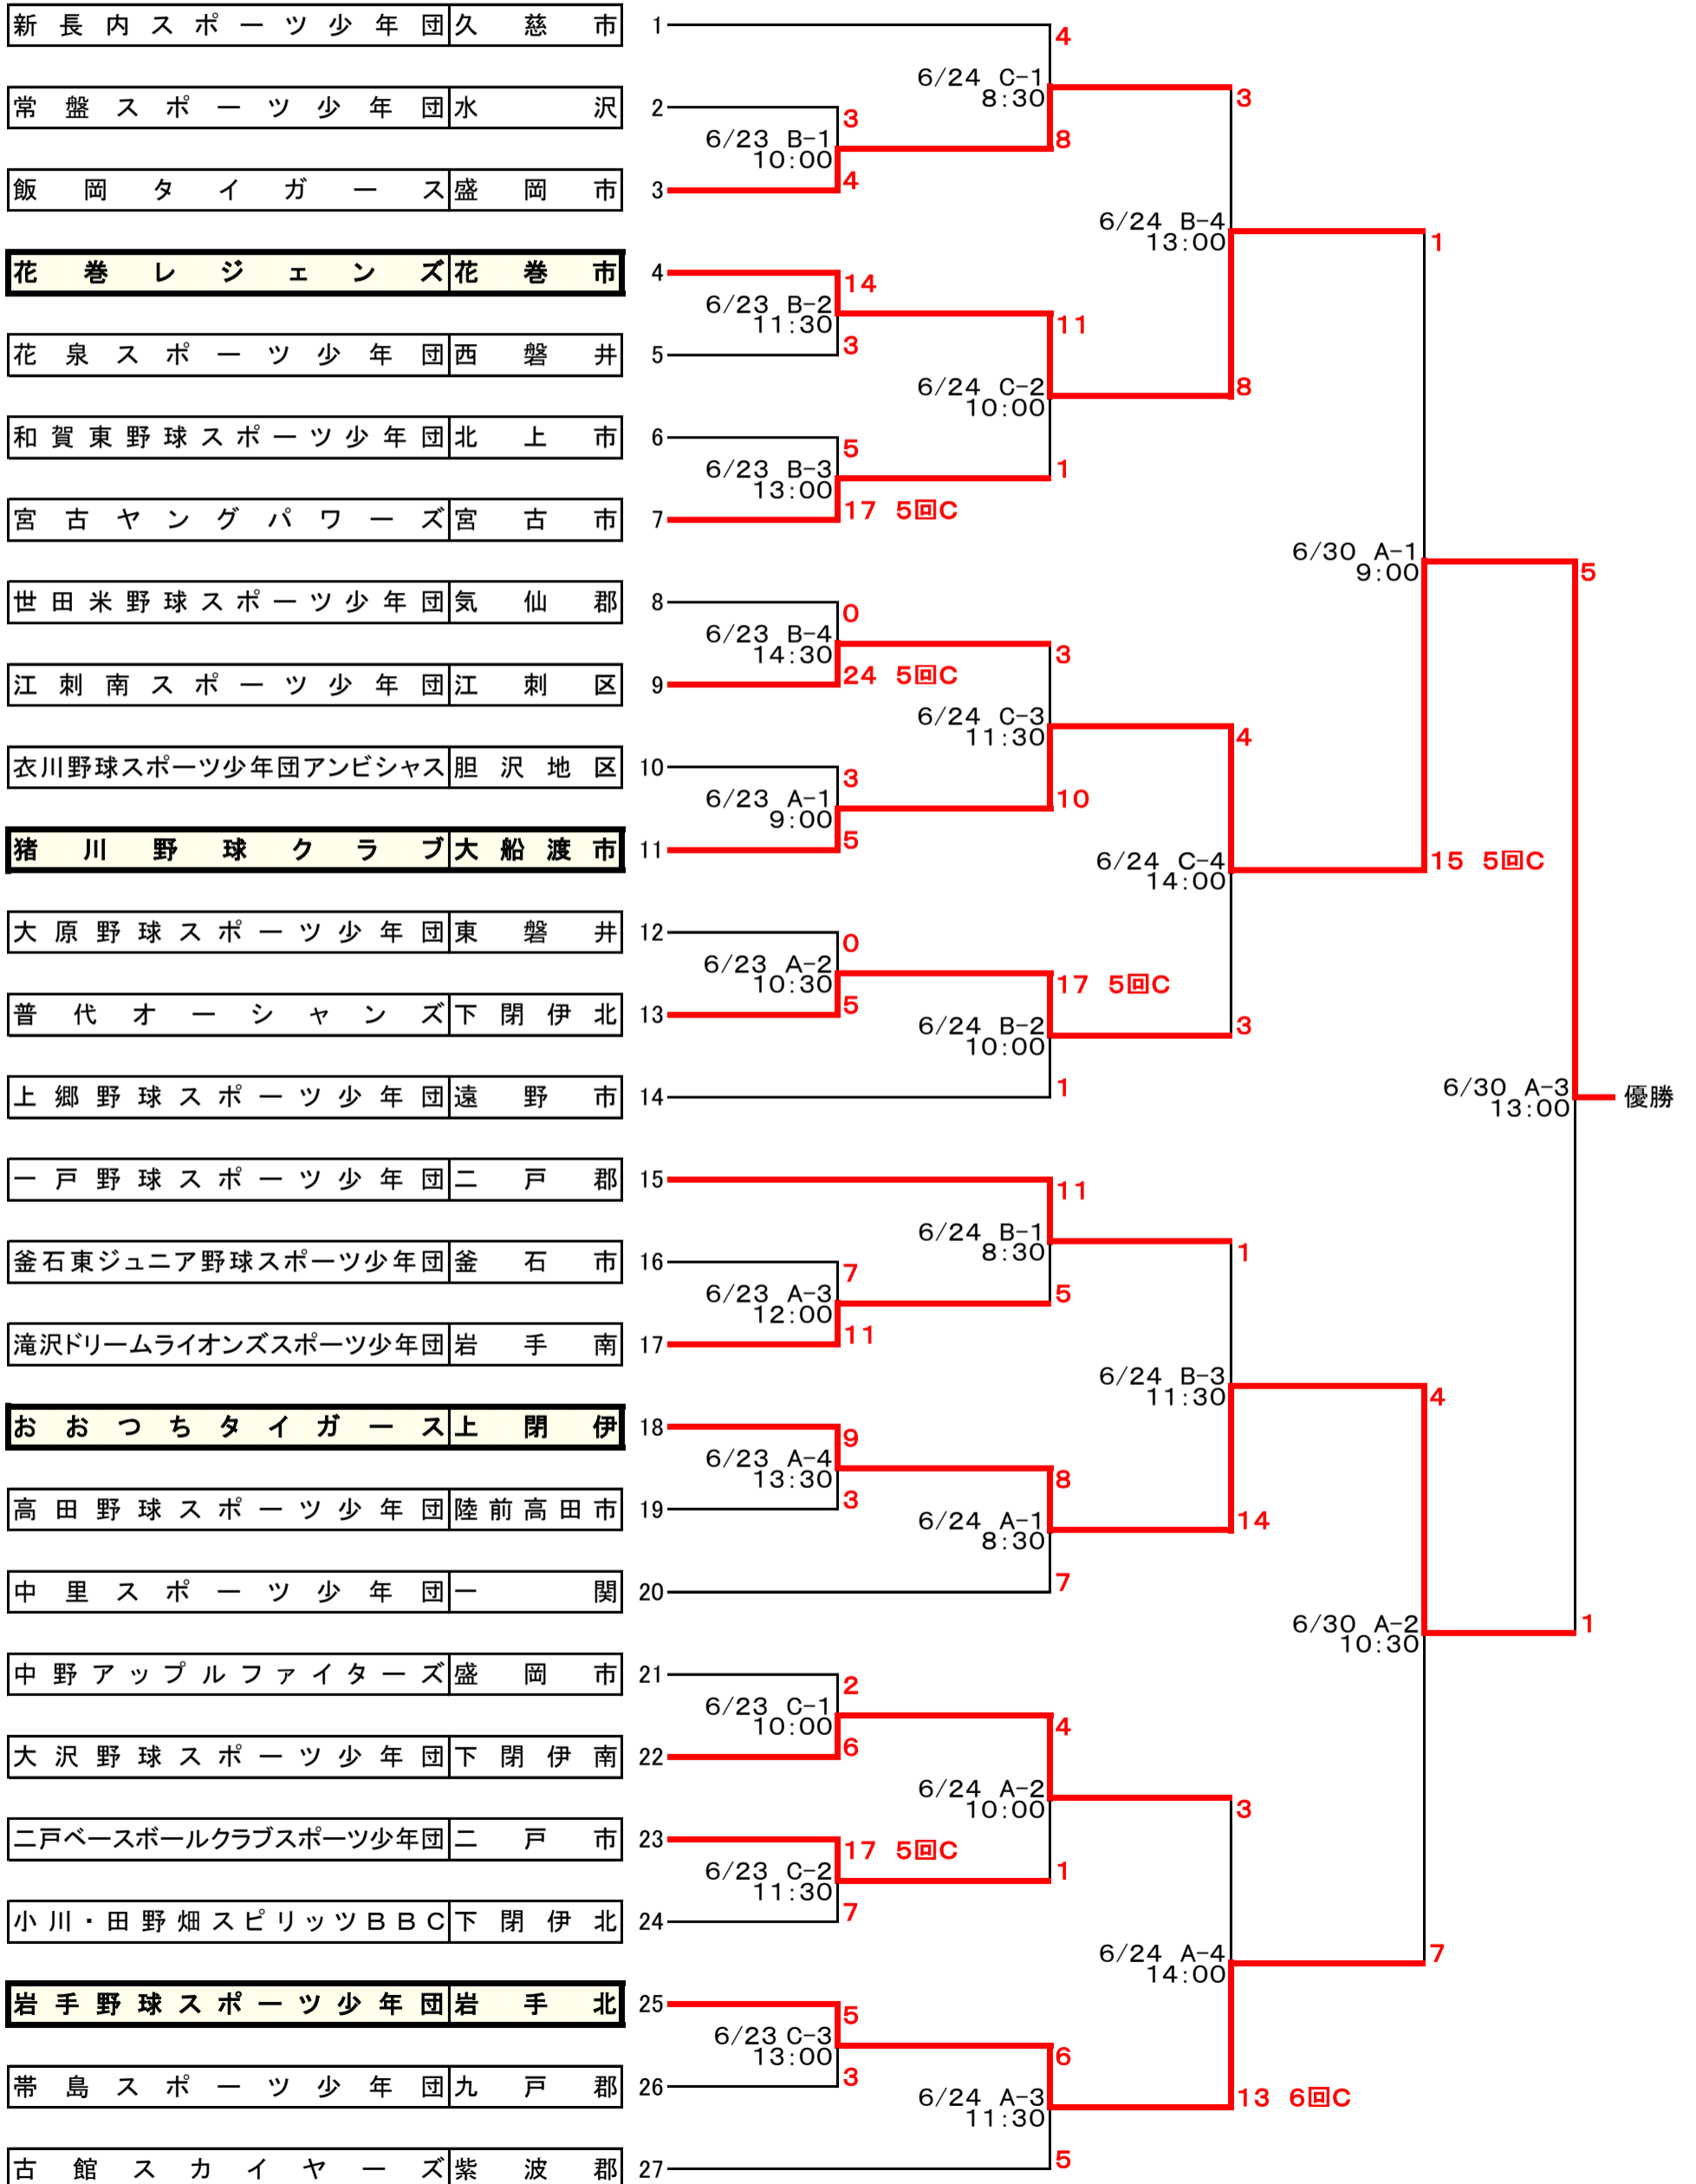 新長内スポーツ少年団 久慈市 1
4
6/24 C-1
8:30
3
常盤スポーツ少年団 水沢 2
3
6/23 B-1
10:00
8
飯岡タイガース 盛岡市 3
4
6/24 B-4
13:00
1
花巻レジェンズ 花巻市 4
14
6/23 B-2
11:30
11
花泉スポーツ少年団 西磐井 5
3
6/24 C-2
10:00
8
和賀東野球スポーツ少年団 北上市 6
5
6/23 B-3
13:00
1
宮古ヤングパワーズ 宮古市 7
17 5回C
6/30 A-1
9:00
5
世田米野球スポーツ少年団 気仙郡 8
0
6/23 B-4
14:30
3
江刺南スポーツ少年団 江刺区 9
24 5回C
6/24 C-3
11:30
4
衣川野球スポーツ少年団アンビシャス 胆沢地区 10
3
6/23 A-1
9:00
10
猪川野球クラブ 大船渡市 11
5
6/24 C-4
14:00
15 5回C
大原野球スポーツ少年団 東磐井 12
0
6/23 A-2
10:30
17 5回C
普代オーシャンズ 下閉伊北 13
5
6/24 B-2
10:00
3
上郷野球スポーツ少年団 遠野市 14
1
6/30 A-3
13:00
優勝
一戸野球スポーツ少年団 二戸郡 15
11
6/24 B-1
8:30
1
釜石東ジュニア野球スポーツ少年団 釜石市 16
7
6/23 A-3
12:00
5
滝沢ドリームライオンズスポーツ少年団 岩手南 17
11
6/24 B-3
11:30
4
おおつちタイガース 上閉伊 18
9
6/23 A-4
13:30
8
高田野球スポーツ少年団 陸前高田市 19
3
6/24 A-1
8:30
14
中里スポーツ少年団 一関 20
7
6/30 A-2
10:30
1
中野アップルファイターズ 盛岡市 21
2
6/23 C-1
10:00
4
大沢野球スポーツ少年団 下閉伊南 22
6
6/24 A-2
10:00
3
二戸ベースボールクラブスポーツ少年団 二戸市 23
17 5回C
6/23 C-2
11:30
1
小川・田野畑スピリッツBBC 下閉伊北 24
7
6/24 A-4
14:00
7
岩手野球スポーツ少年団 岩手北 25
5
6/23 C-3
13:00
6
帯島スポーツ少年団 九戸郡 26
3
6/24 A-3
11:30
13 6回C
古館スカイヤーズ 紫波郡 27
5